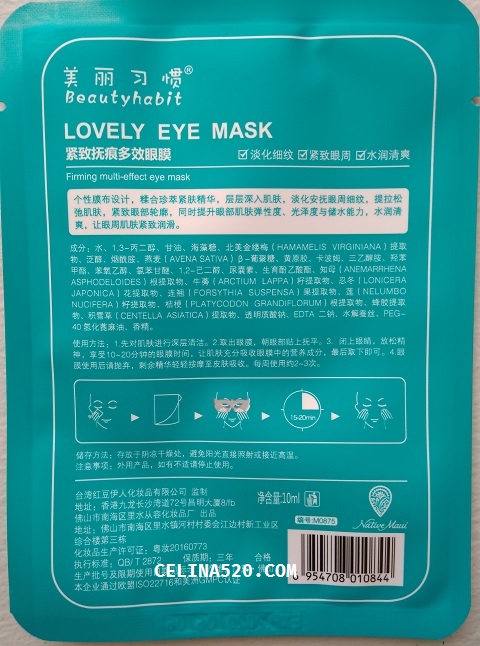 美丽习惯®
Beautyhabit
LOVELY EYE MASK
紧致抚痕多效眼膜
淡化细纹 紧致眼周 水润清爽
Firming multi-effect eye mask
个性膜布设计，糅合珍萃紧肤精华，层层深入肌肤，淡化安抚眼周细纹，提拉松
弛肌肤，紧致眼部轮廓，同时提升眼部肌肤弹性度、光泽度与储水能力，水润清
爽，让眼周肌肤紧致润滑。
成分：水、1,3-丙二醇、甘油、海藻糖、北美金缕梅（HAMAMELIS VIRGINIANA）提取
物、泛醇、烟酰胺、燕麦（AVENA SATIVA）β-葡聚糖、黄原胶、卡波姆、三乙醇胺、羟苯
甲酯、苯氧乙醇、氯苯甘醚、1,2-己二醇、尿囊素、生育酚乙酸酯、知母（ANEMARRHENA
ASPHODELOIDES）根提取物、牛蒡（ARCTIUM LAPPA）籽提取物、忍冬（LONICERA
JAPONICA）花提取物、连翘（FORSYTHIA SUSPENSA）果提取物、莲（NELUMBO
NUCIFERA）籽提取物、桔梗（PLATYCODON GRANDIFLORUM）根提取物、蜂胶提取
物、积雪草（CENTELLA ASIATICA）提取物、透明质酸钠、EDTA 二钠、水解蚕丝、PEG-
40 氢化蓖麻油、香精。
使用方法：1.先对肌肤进行深层清洁。2.取出眼膜，朝眼部贴上抚平。3. 闭上眼睛，放松精
神，享受10~20分钟的眼膜时间，让肌肤充分吸收眼膜中的营养成分，最后取下即可。4.眼
膜使用后请抛弃，剩余精华轻轻按摩至皮肤吸收。每周使用约2~3次。
15-20min
储存方法：存放于阴凉干燥处，避免阳光直接照射或接近高温。
注意事项：外用产品，如有不适请停止使用。
台湾红豆伊人化妆品有限公司 监制
地址：香港九龙长沙湾道72号昌明大厦8/fb
佛山市南海区里水从容化妆品厂 出品
地址：佛山市南海区里水镇河村村委会江边村新工业区
综合楼第三栋
化妆品生产许可证：粤妆20160773
执行标准：QB/T 2872 保质期：三年 合格
生产批号及限期使用
本企业通过欧盟ISO22716和美洲GMPC认证
净含量:10ml
编号:M0875
Native Maui
6 954708 010844
CELINA520.COM